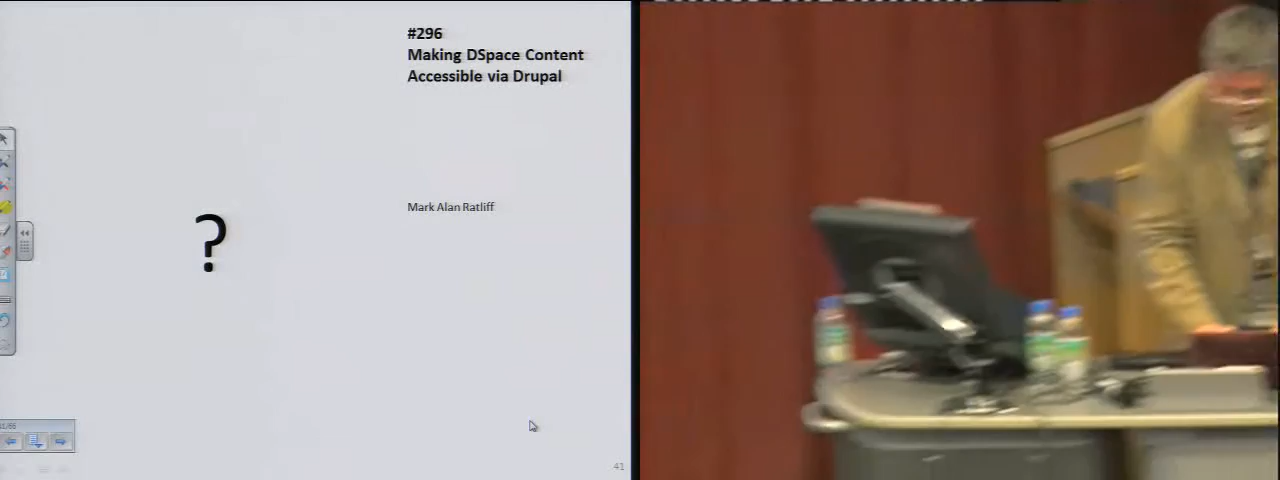 #296
Making DSpace Content
Accessible via Drupal
Mark Alan Ratliff
?
41